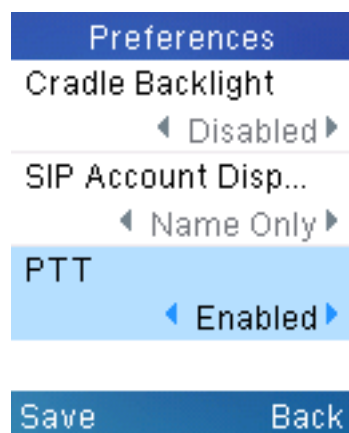 Preferences
Cradle Backlight
Disabled
SIP Account Disp...
Name Only
PTT
Enabled
Save Back